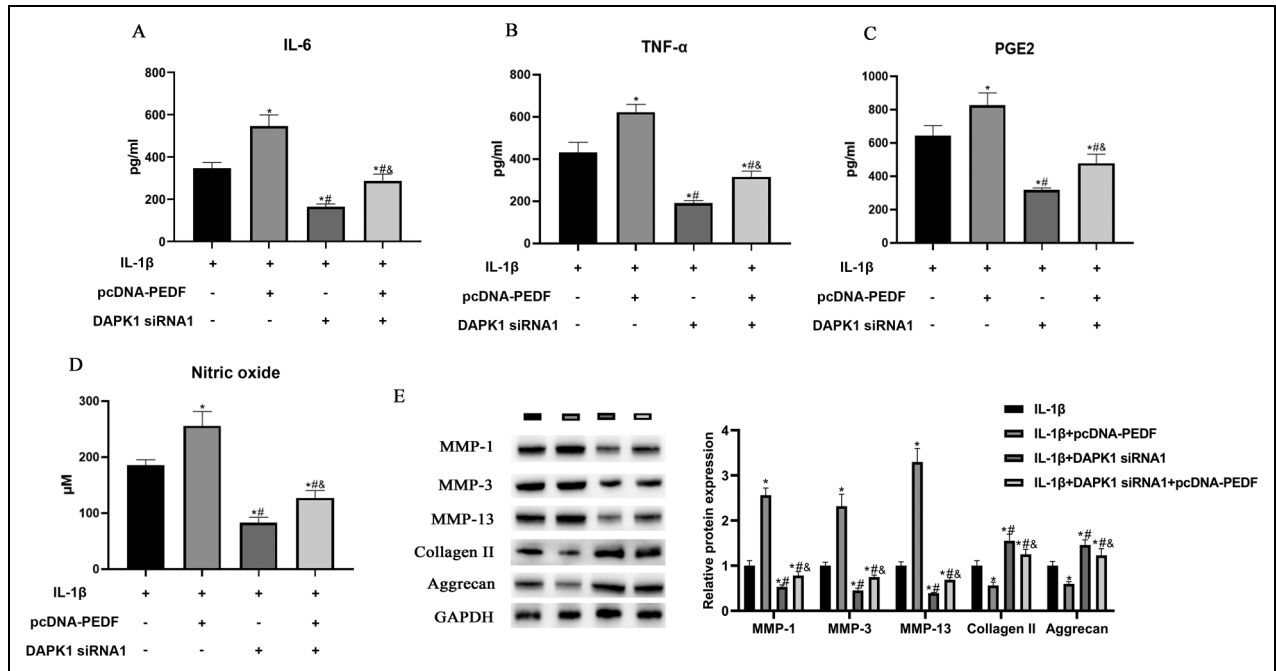 A
IL-6
pg/ml
800
600
400
200
0
*
*#
*#&
IL-1β + + + +
pcDNA-PEDF - + - +
DAPK1 siRNA1 - - + +
B
TNF-α
pg/ml
800
600
400
200
0
*
*#
*#&
IL-1β + + + +
pcDNA-PEDF - + - +
DAPK1 siRNA1 - - + +
C
PGE2
pg/ml
1000
800
600
400
200
0
*
*#
*#&
IL-1β + + + +
pcDNA-PEDF - + - +
DAPK1 siRNA1 - - + +
D
Nitric oxide
μM
300
200
100
0
*
*#
*#&
IL-1β + + + +
pcDNA-PEDF - + - +
DAPK1 siRNA1 - - + +
E
MMP-1
MMP-3
MMP-13
Collagen II
Aggrecan
GAPDH
IL-1β
IL-1β+pcDNA-PEDF
IL-1β+DAPK1 siRNA1
IL-1β+DAPK1 siRNA1+pcDNA-PEDF
Relative protein expression
4
3
2
1
0
* *# *#& * *# *#& * *# *#& * *# *#& * *# *#&
MMP-1 MMP-3 MMP-13 Collagen II Aggrecan